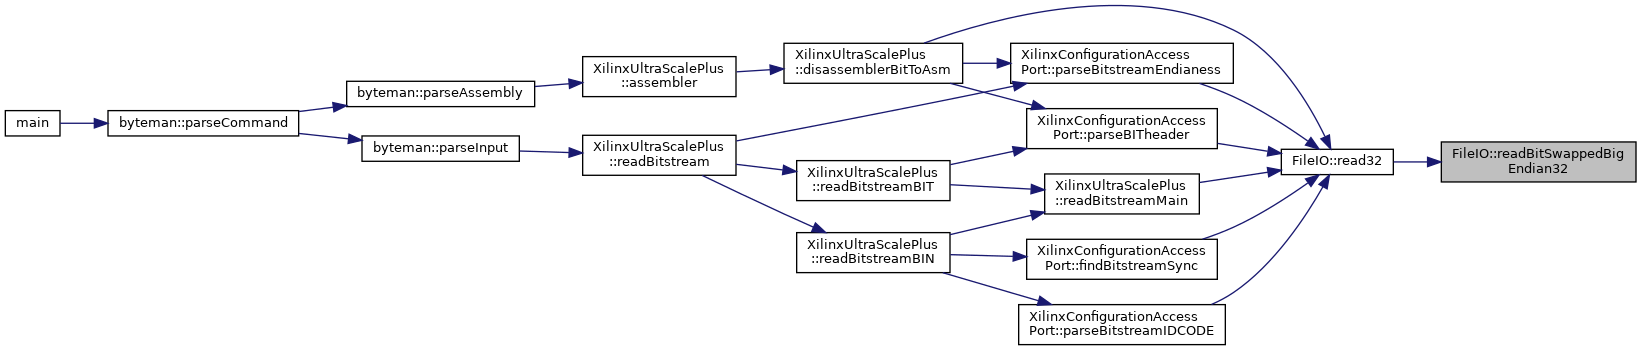 main
byteman::parseCommand
byteman::parseAssembly
byteman::parseInput
XilinxUltraScalePlus
::assembler
XilinxUltraScalePlus
::readBitstream
XilinxUltraScalePlus
::disassemblerBitToAsm
XilinxUltraScalePlus
::readBitstreamBIT
XilinxUltraScalePlus
::readBitstreamBIN
XilinxConfigurationAccess
Port::parseBitstreamEndianess
XilinxConfigurationAccess
Port::parseBITheader
XilinxUltraScalePlus
::readBitstreamMain
XilinxConfigurationAccess
Port::findBitstreamSync
XilinxConfigurationAccess
Port::parseBitstreamIDCODE
FileIO::read32
FileIO::readBitSwappedBig
Endian32